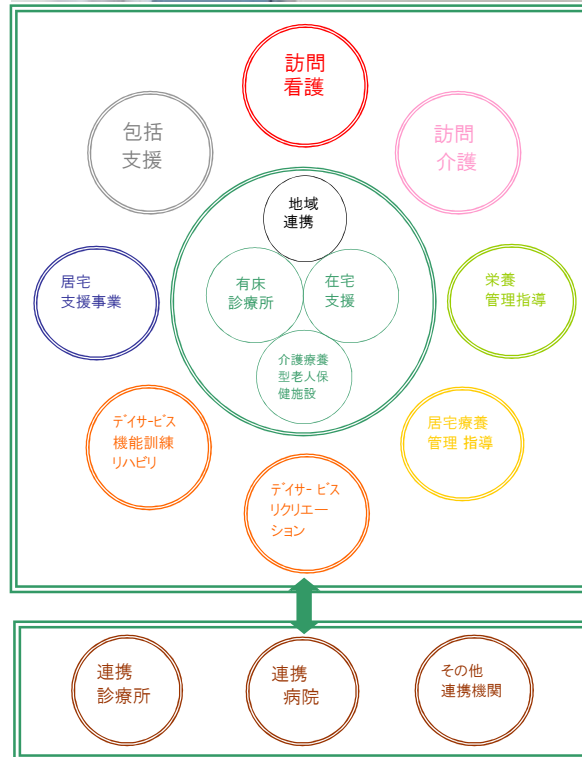 訪問
看護
包括
支援
訪問
介護
地域
連携
居宅
支援事業
有床
診療所
在宅
支援
栄養
管理指導
介護療養
型老人保
健施設
デイサービス
機能訓練
リハビリ
居宅療養
管理 指導
デイサービス
リクリエー
ション
連携
診療所
連携
病院
その他
連携機関